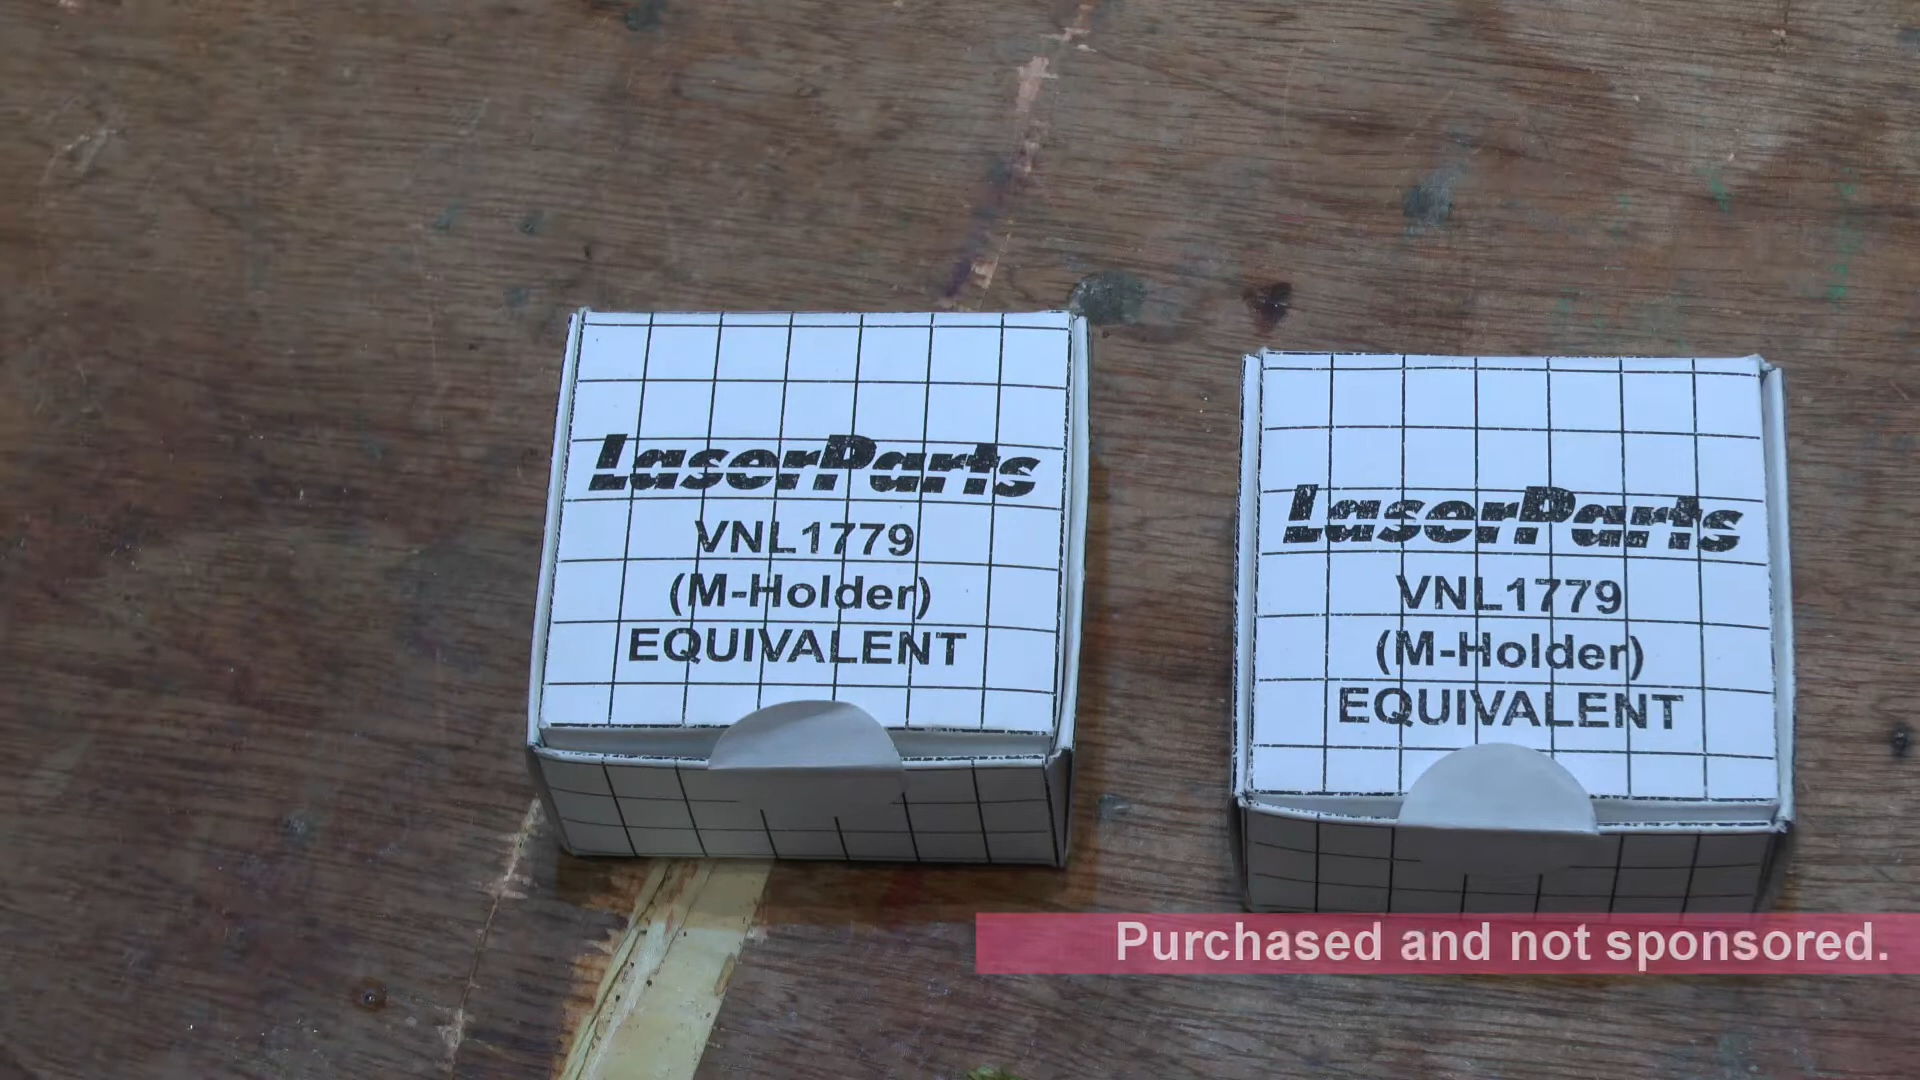 LaserParts
VNL1779
(M-Holder)
EQUIVALENT
LaserParts
VNL1779
(M-Holder)
EQUIVALENT
Purchased and not sponsored.